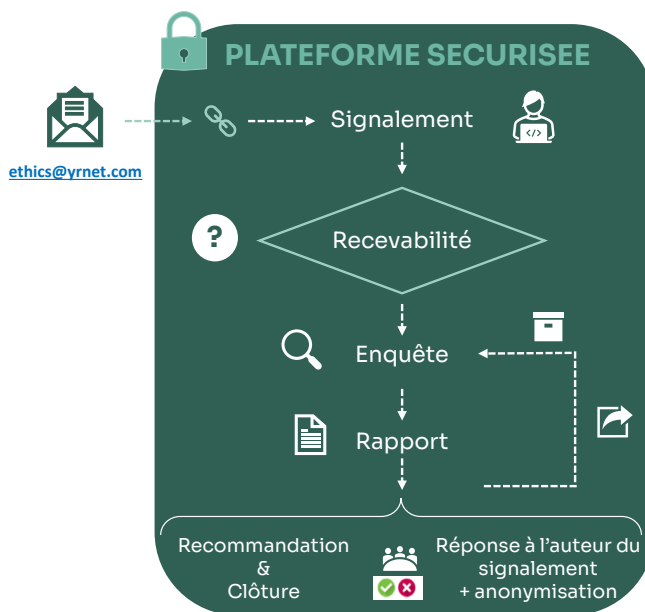 PLATEFORME SECURISEE
Signalement
</>
ethics@yrnet.com
?
Recevabilité
Enquête
Rapport
Recommandation
&
Clôture
Réponse à l'auteur du
signalement
+ anonymisation